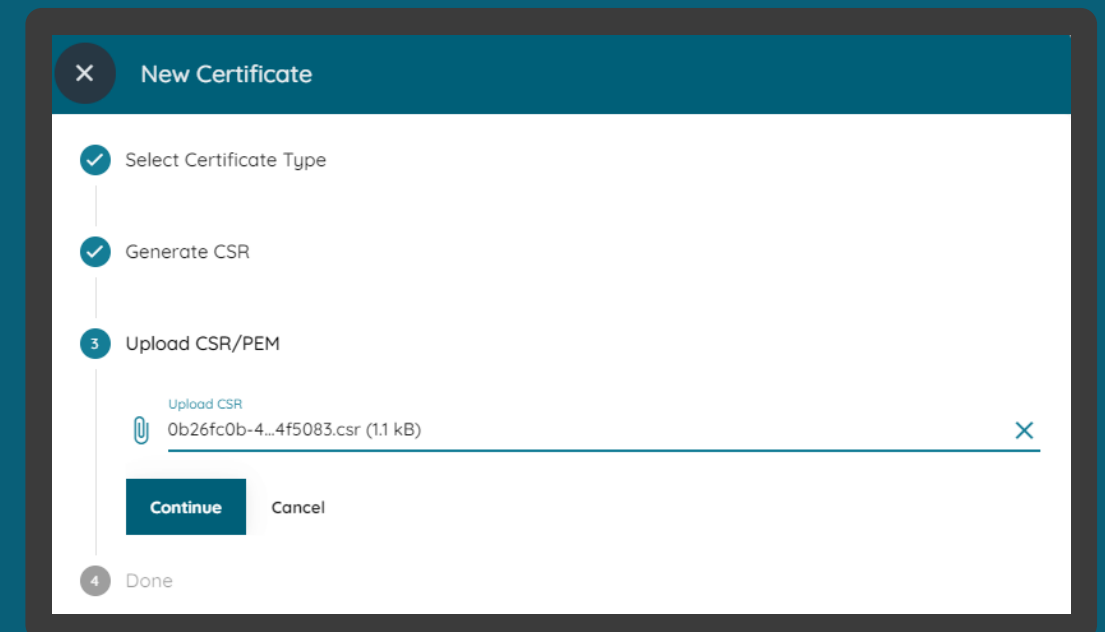 New Certificate
Select Certificate Type
Generate CSR
3 Upload CSR/PEM
Upload CSR
0b26fc0b-4...4f5083.csr (1.1 kB)
Continue Cancel
4 Done